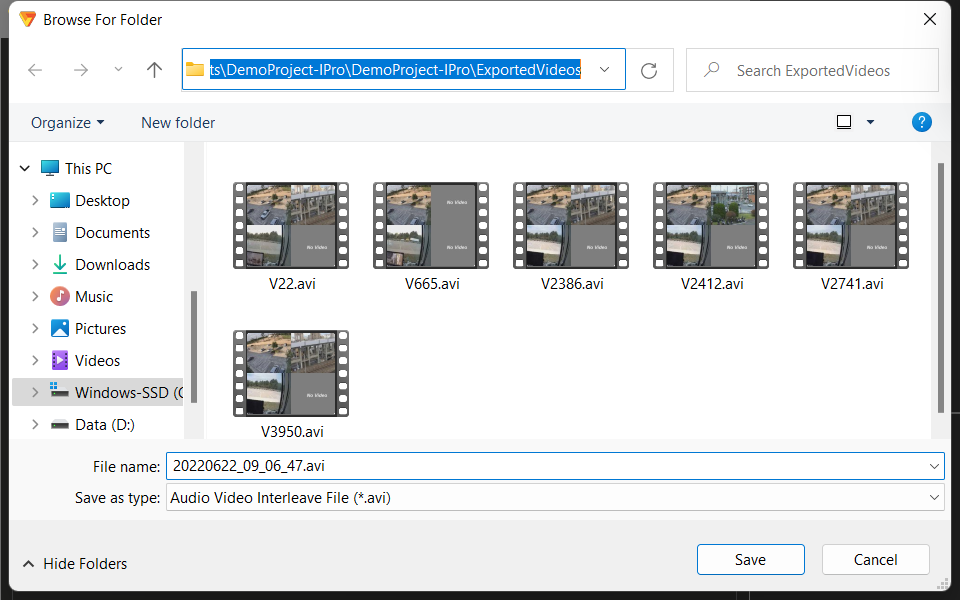 Browse For Folder
ts\DemoProject-IPro\DemoProject-IPro\ExportedVideos
Search ExportedVideos
Organize
New folder
?
This PC
Desktop
Documents
Downloads
Music
Pictures
Videos
Windows-SSD (C
Data (D:)
No Video
No Video
No Video
No Video
No Video
No Video
V22.avi
V665.avi
V2386.avi
V2412.avi
V2741.avi
No Video
V3950.avi
File name: 20220622_09_06_47.avi
Save as type: Audio Video Interleave File (*.avi)
Hide Folders
Save
Cancel